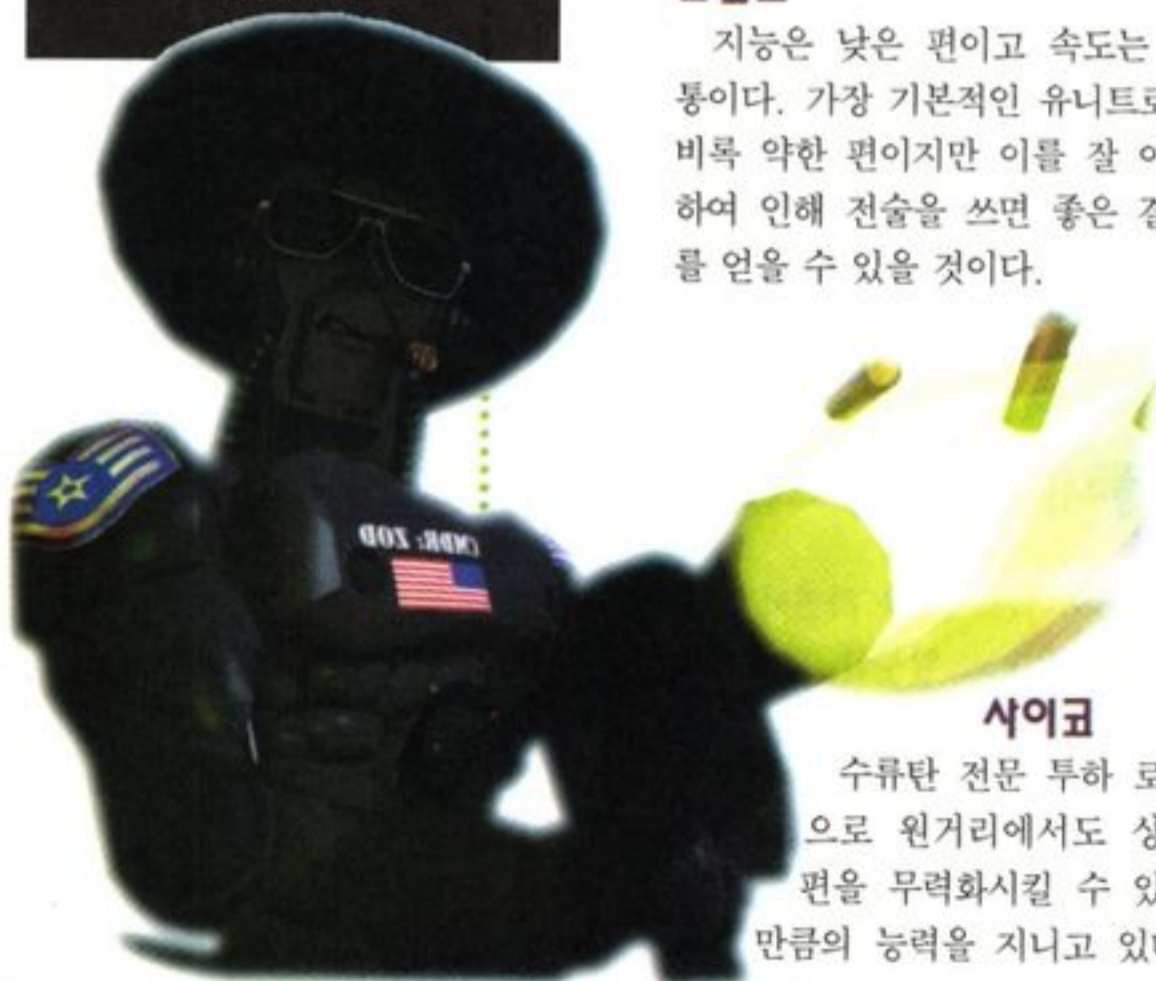 지능은 낮은 편이고 속도는
통이다. 가장 기본적인 유니트로
비록 약한 편이지만 이를 잘 이
하여 인해 전술을 쓰면 좋은 결
를 얻을 수 있을 것이다.
CMDR: ZOD
사이코
수류탄 전문 투하 로
으로 원거리에서도 상
편을 무력화시킬 수 있
만큼의 능력을 지니고 있